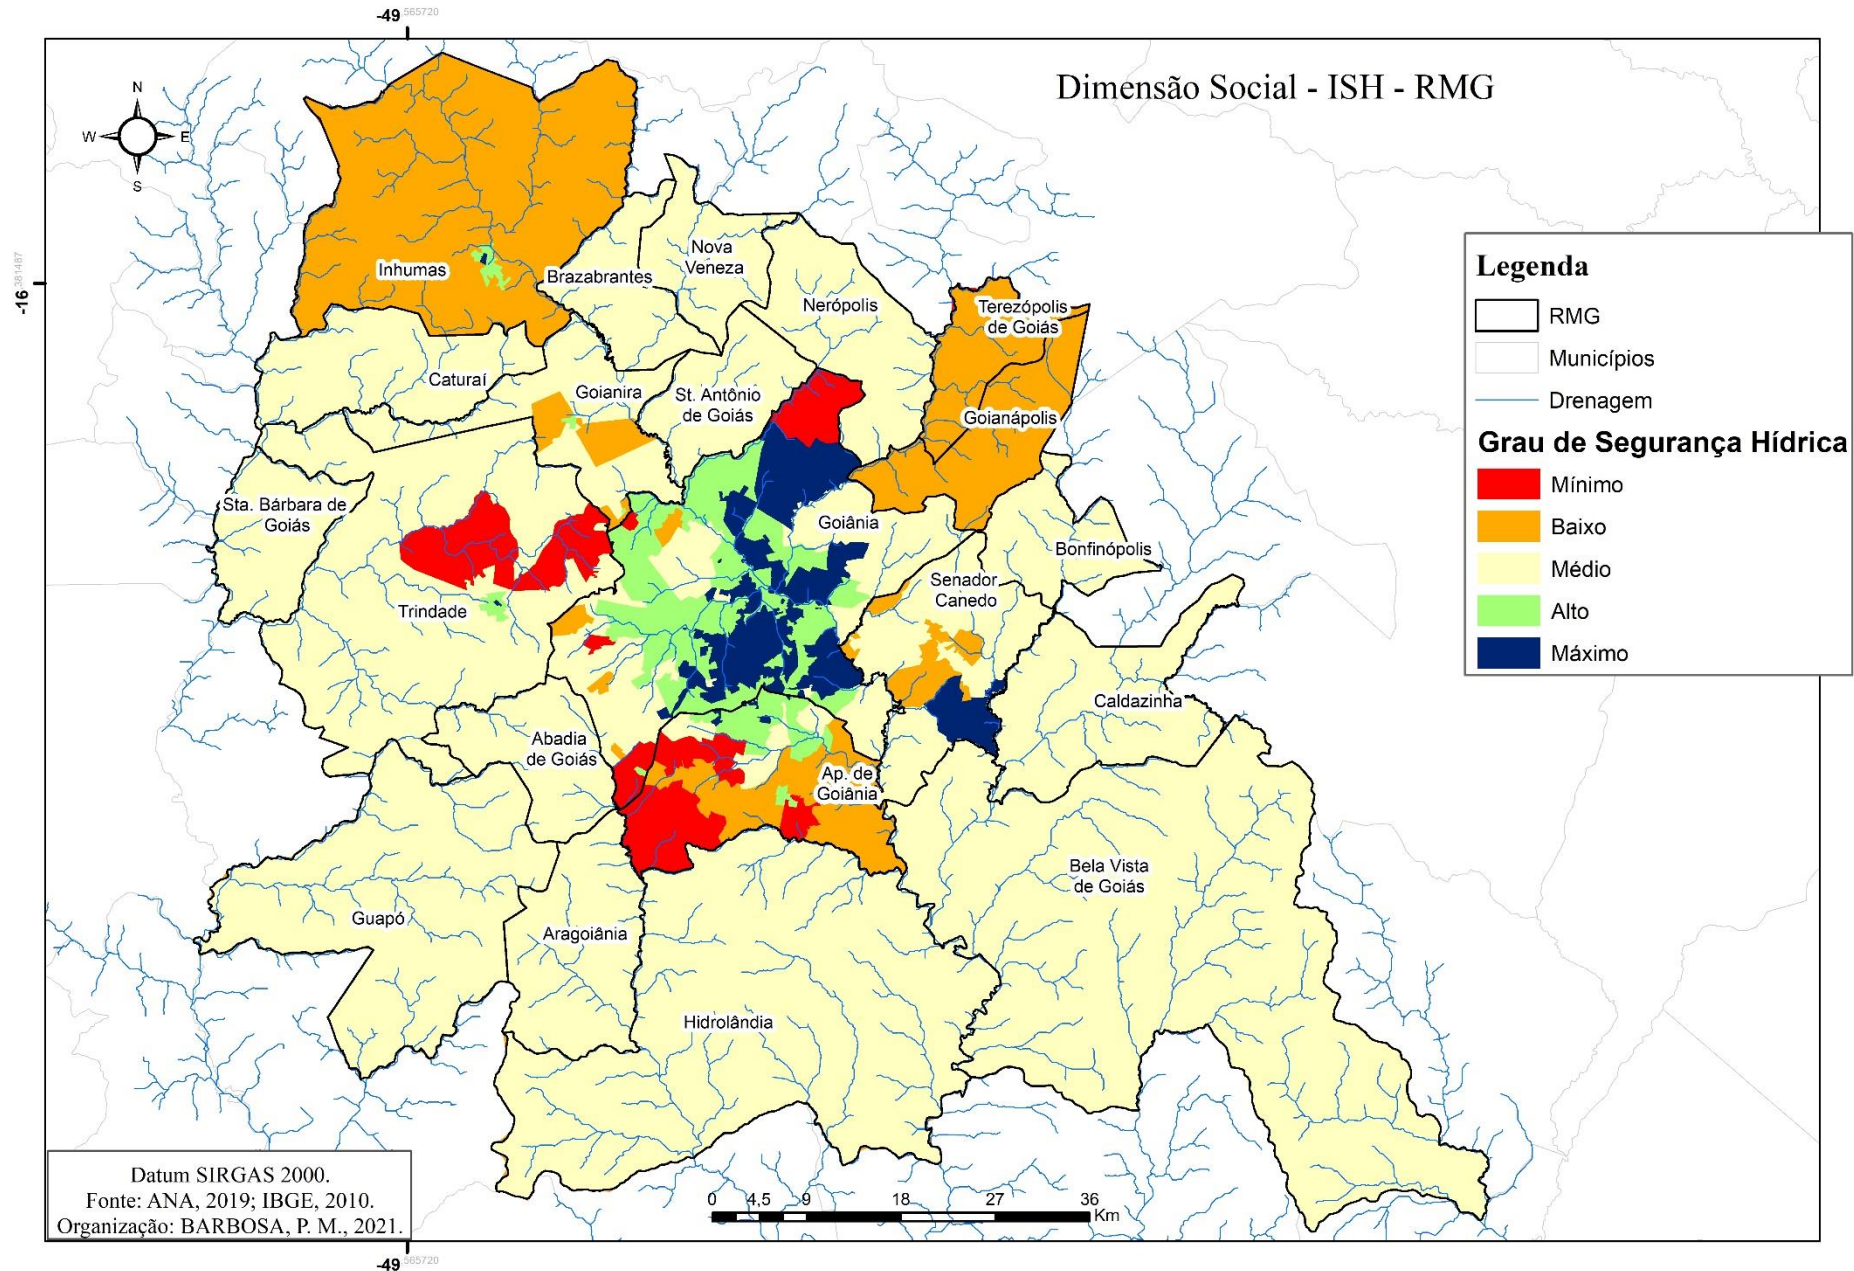 -49 565720
Dimensão Social - ISH - RMG
N
W E
S
-16 381487
Inhumas
Brazabrantes
Nova
Veneza
Nerópolis
Terezópolis
de Goiás
Caturaí
Goianira
St. Antônio
de Goiás
Goianápolis
Sta. Bárbara de
Goiás
Goiânia
Bonfinópolis
Trindade
Senador
Canedo
Abadia
de Goiás
Caldazinha
Ap. de
Goiânia
Bela Vista
de Goiás
Guapó
Aragoiânia
Hidrolândia
Legenda
RMG
Municípios
Drenagem
Grau de Segurança Hídrica
Mínimo
Baixo
Médio
Alto
Máximo
Datum SIRGAS 2000.
Fonte: ANA, 2019; IBGE, 2010.
Organização: BARBOSA, P. M., 2021.
0 4,5 9 18 27 36
Km
-49 565720